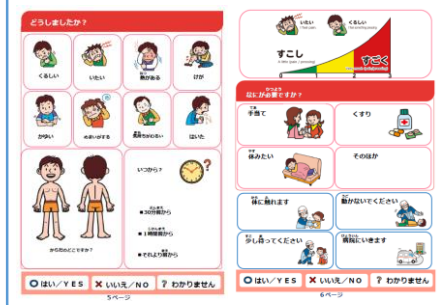 どうしましたか？
くるしい
いたい
熱がある
けが
かゆい
めまいがする
気持ちがわるい
はいた
からだのどこですか？
いつから？
■30分前から
■１時間前から
■それより前から
はい／YES
いいえ／NO
？ わかりません
5ページ
いたい
くるしい
すこし
すごく
なにが必要ですか？
手当て
くすり
休みたい
そのほか
体に触れます
動かないでください
少し待ってください
病院にいきます
はい／YES
いいえ／NO
？ わかりません
6ページ